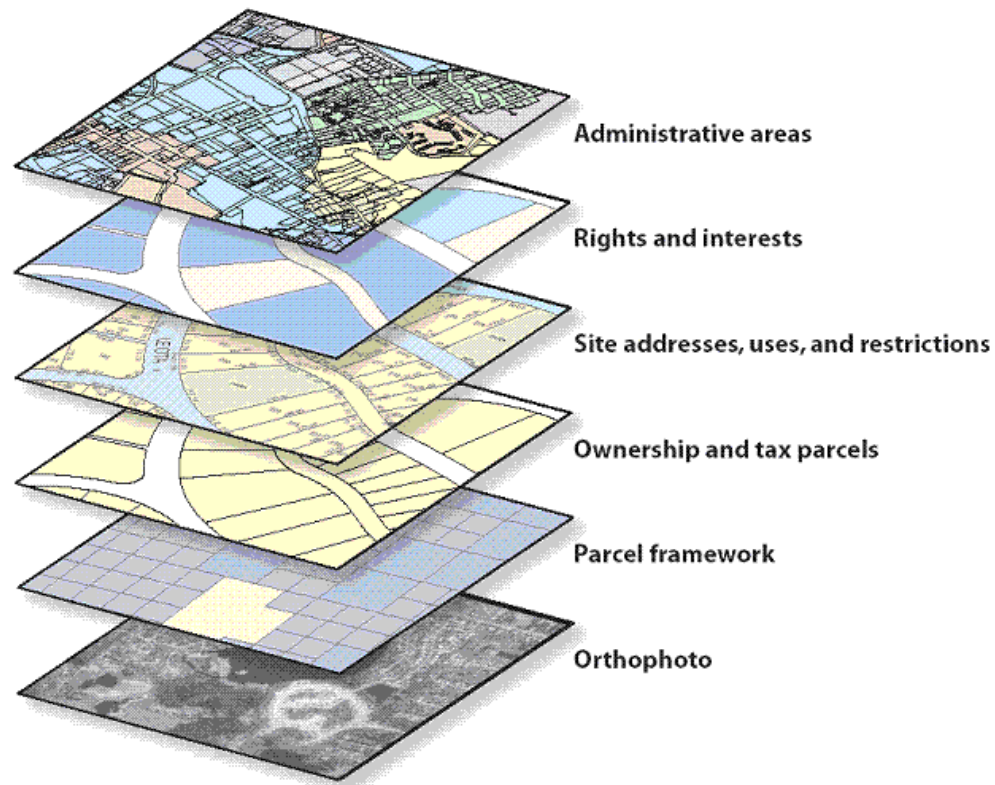 Administrative areas
Rights and interests
Site addresses, uses, and restrictions
Ownership and tax parcels
Parcel framework
Orthophoto